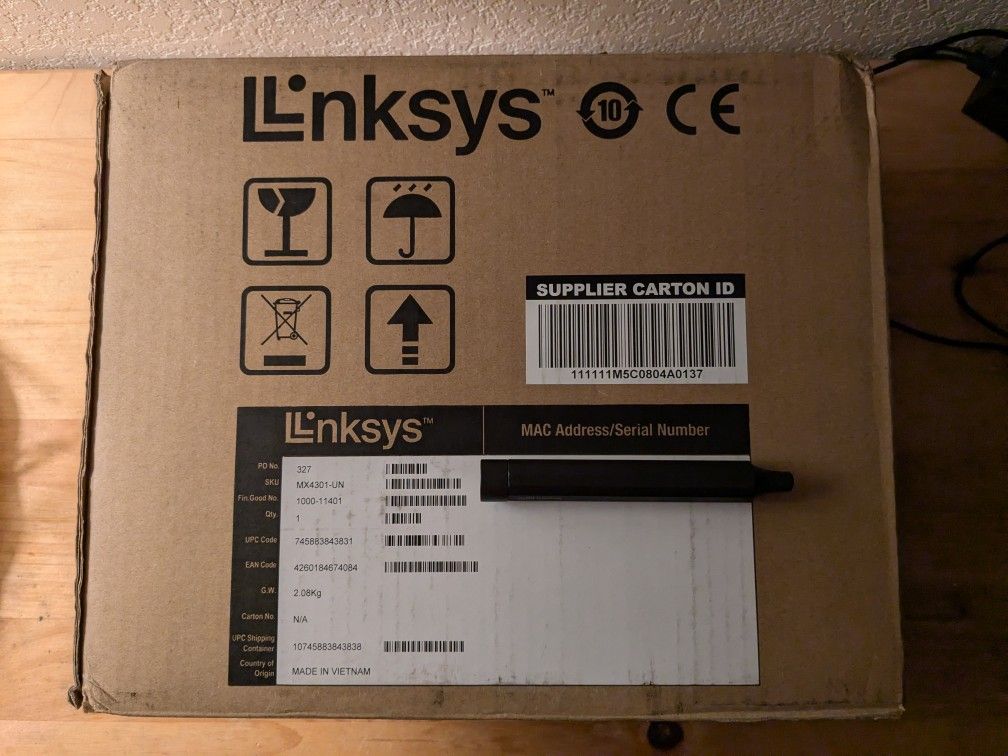 Linksys™ 10 CE
SUPPLIER CARTON ID
111111M5C0804A0137
Linksys™ MAC Address/Serial Number
PO No. 327
SKU MX4301-UN
Fin.Good No. 1000-11401
Qty. 1
UPC Code 745883843831
EAN Code 4260184674084
G.W. 2.08Kg
Carton No. N/A
UPC Shipping
Container 10745883843838
Country of
Origin MADE IN VIETNAM